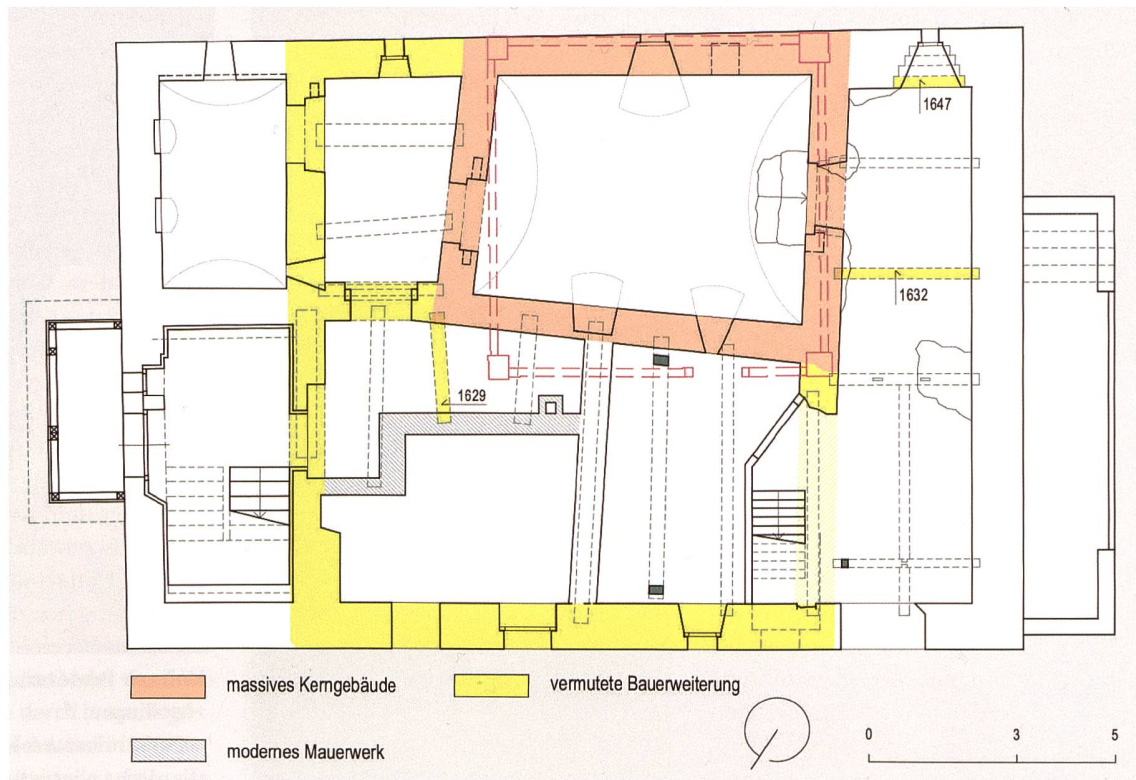 1647
1632
1629
massives Kerngebäude
vermutete Bauerweiterung
modernes Mauerwerk
0 3 5